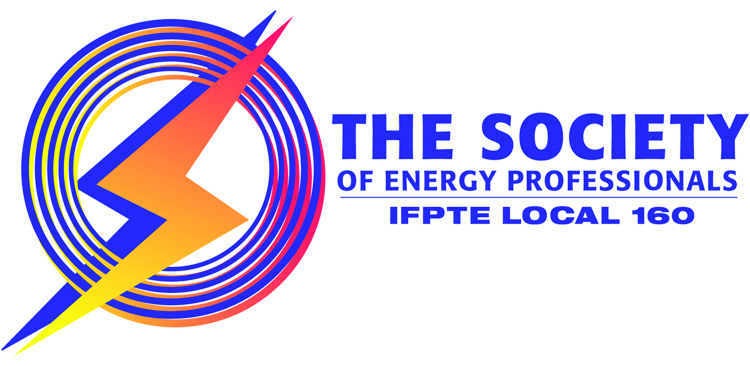 THE SOCIETY
OF ENERGY PROFESSIONALS
IFPTE LOCAL 160